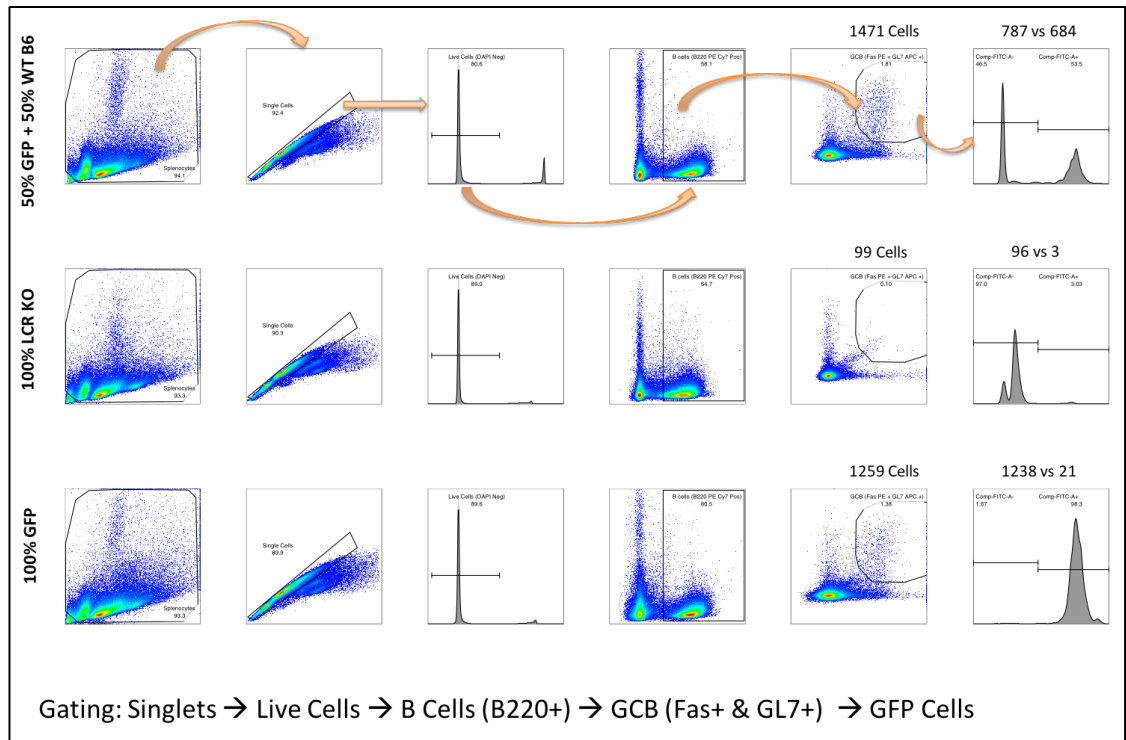 50% GFP + 50% WT B6
1471 Cells
787 vs 684
Splenocytes
94.1
Single Cells
92.4
Live Cells (DAPI Neg)
80.6
B cells (B220 PE Cy7 Pos)
58.1
GCB (Fas PE + GL7 APC +)
1.81
Comp-FITC-A-
46.5
Comp-FITC-A+
53.5
100% LCR KO
99 Cells
96 vs 3
Splenocytes
93.3
Single Cells
90.3
Live Cells (DAPI Neg)
89.0
B cells (B220 PE Cy7 Pos)
64.7
GCB (Fas PE + GL7 APC +)
0.10
Comp-FITC-A-
97.0
Comp-FITC-A+
3.03
100% GFP
1259 Cells
1238 vs 21
Splenocytes
93.3
Single Cells
89.9
Live Cells (DAPI Neg)
89.6
B cells (B220 PE Cy7 Pos)
60.5
GCB (Fas PE + GL7 APC +)
1.38
Comp-FITC-A-
1.67
Comp-FITC-A+
98.3
Gating: Singlets → Live Cells → B Cells (B220+) → GCB (Fas+ & GL7+) → GFP Cells